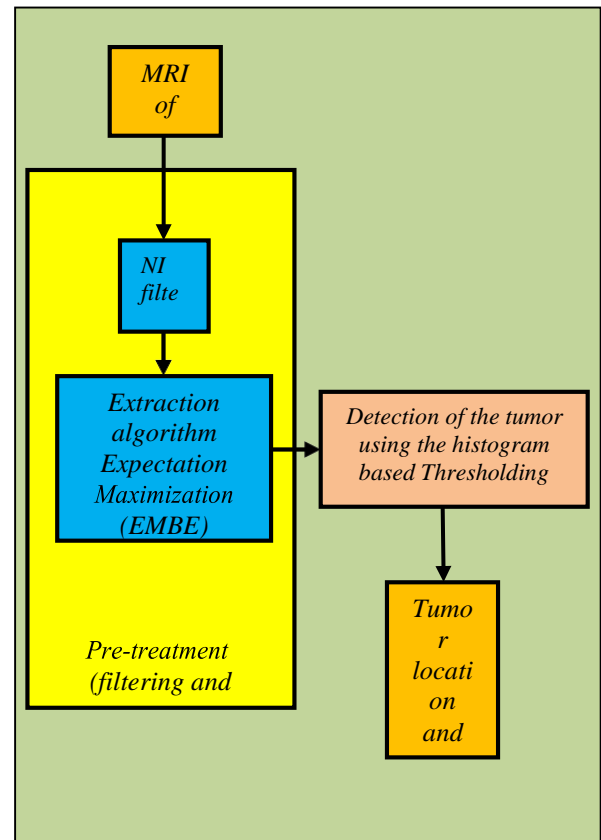 MRI
of
NI
filte
Extraction
algorithm
Expectation
Maximization
(EMBE)
Detection of the tumor
using the histogram
based Thresholding
Pre-treatment
(filtering and
Tumo
r
locati
on
and